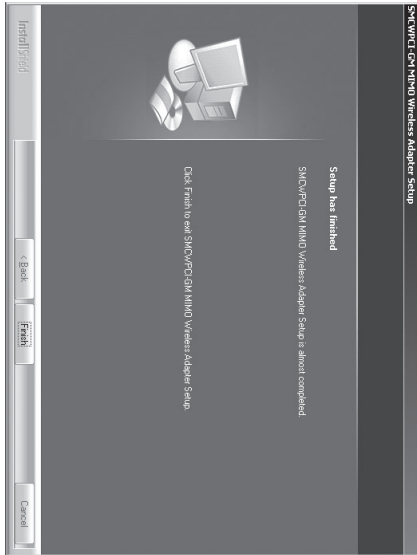 SMCWPCI-GM MIMO Wireless Adapter Setup
Setup has finished
SMCWPCI-GM MIMO Wireless Adapter Setup is almost completed.
Click Finish to exit SMCWPCI-GM MIMO Wireless Adapter Setup.
InstallShield
< Back
Finish
Cancel